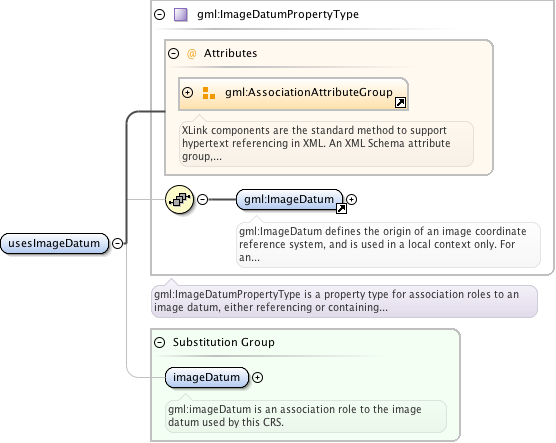 gml:ImageDatumPropertyType
@ Attributes
gml:AssociationAttributeGroup
XLink components are the standard method to support
hypertext referencing in XML. An XML Schema attribute
group,...
gml:ImageDatum
gml:ImageDatum defines the origin of an image coordinate
reference system, and is used in a local context only. For
an...
usesImageDatum
gml:ImageDatumPropertyType is a property type for association roles to an
image datum, either referencing or containing...
Substitution Group
imageDatum
gml:imageDatum is an association role to the image
datum used by this CRS.